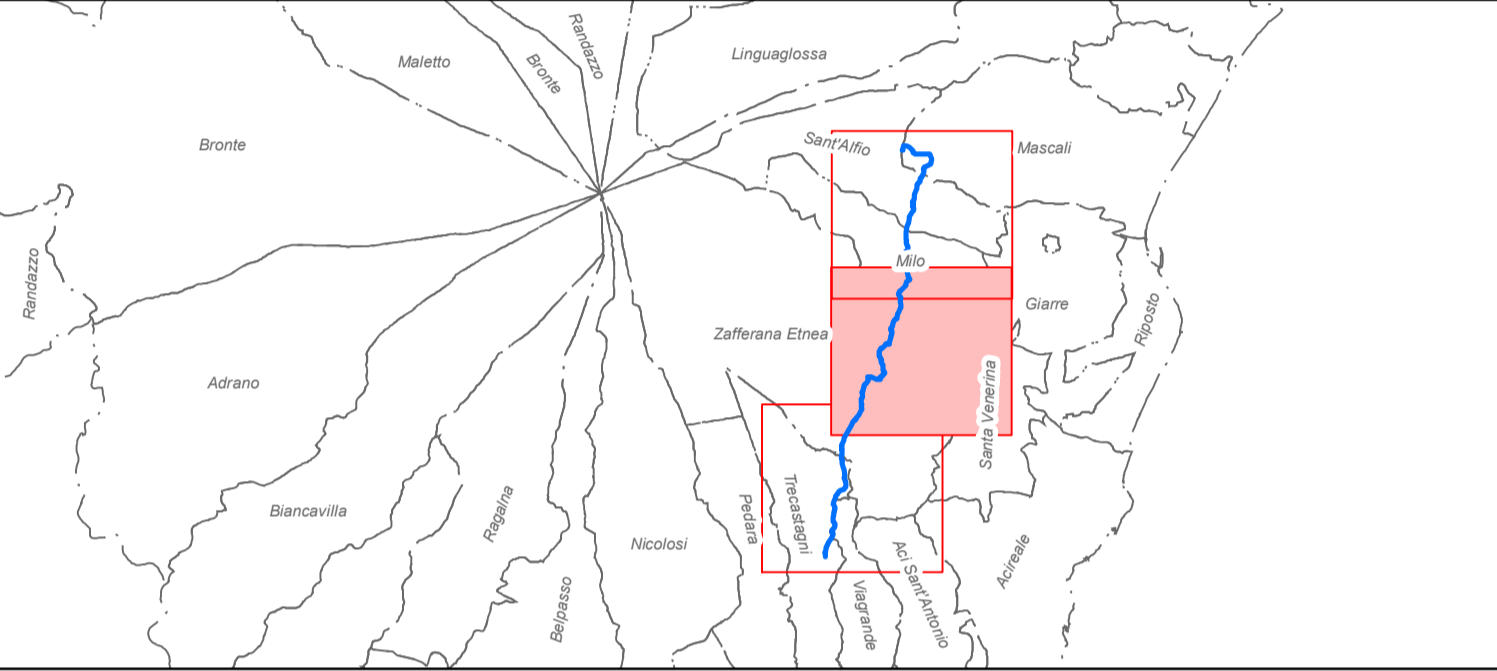 Randazzo
Linguaglossa
Maletto
Bronte
Bronte
Sant'Alfio
Mascali
Milo
Randazzo
Giarre
Riposto
Zafferana Etnea
Adrano
Santa Venerina
Biancavilla
Ragalna
Pedara
Trecastagni
Nicolosi
Aci Sant'Antonio
Acireale
Belpasso
Viagrande